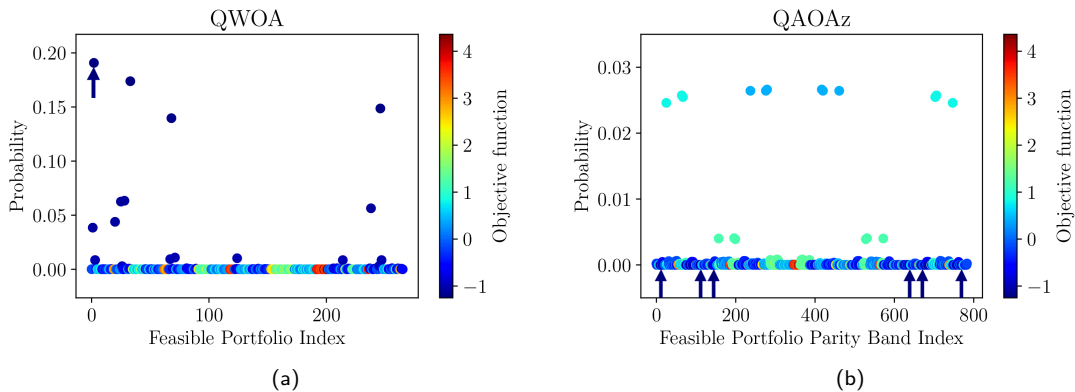 QWOA
0.20
0.15
0.10
0.05
0.00
Probability
0
100
200
Feasible Portfolio Index
4
3
2
1
0
−1
Objective function
(a)
QAOAz
0.03
0.02
0.01
0.00
Probability
0
200
400
600
800
Feasible Portfolio Parity Band Index
4
3
2
1
0
−1
Objective function
(b)